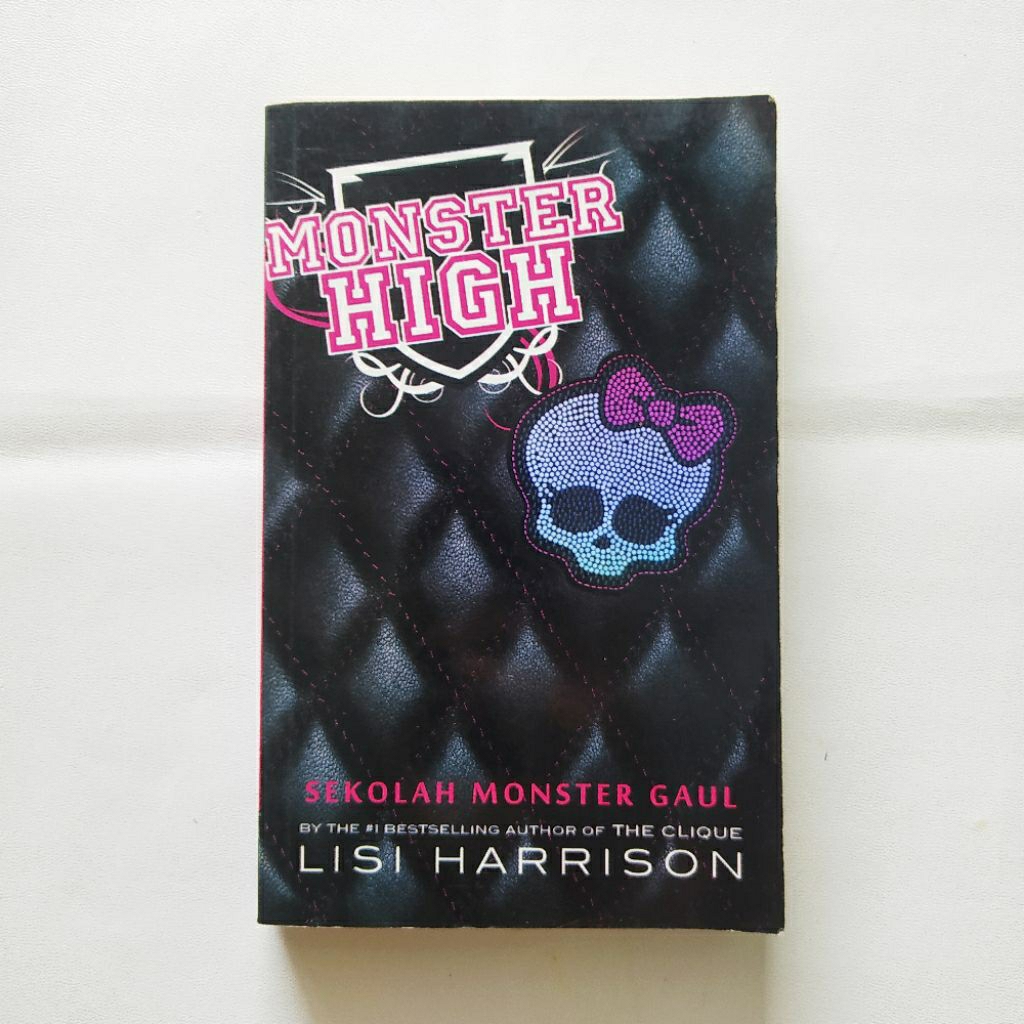 MONSTER
HIGH
SEKOLAH MONSTER GAUL
BY THE #1 BESTSELLING AUTHOR OF THE CLIQUE
LISI HARRISON